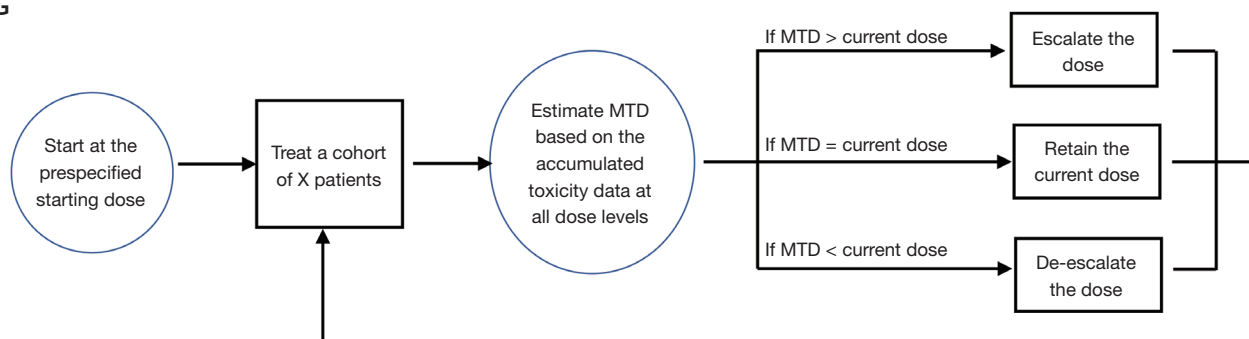 G
Start at the
prespecified
starting dose
Treat a cohort
of X patients
Estimate MTD
based on the
accumulated
toxicity data at
all dose levels
If MTD > current dose
Escalate the
dose
If MTD = current dose
Retain the
current dose
If MTD < current dose
De-escalate
the dose